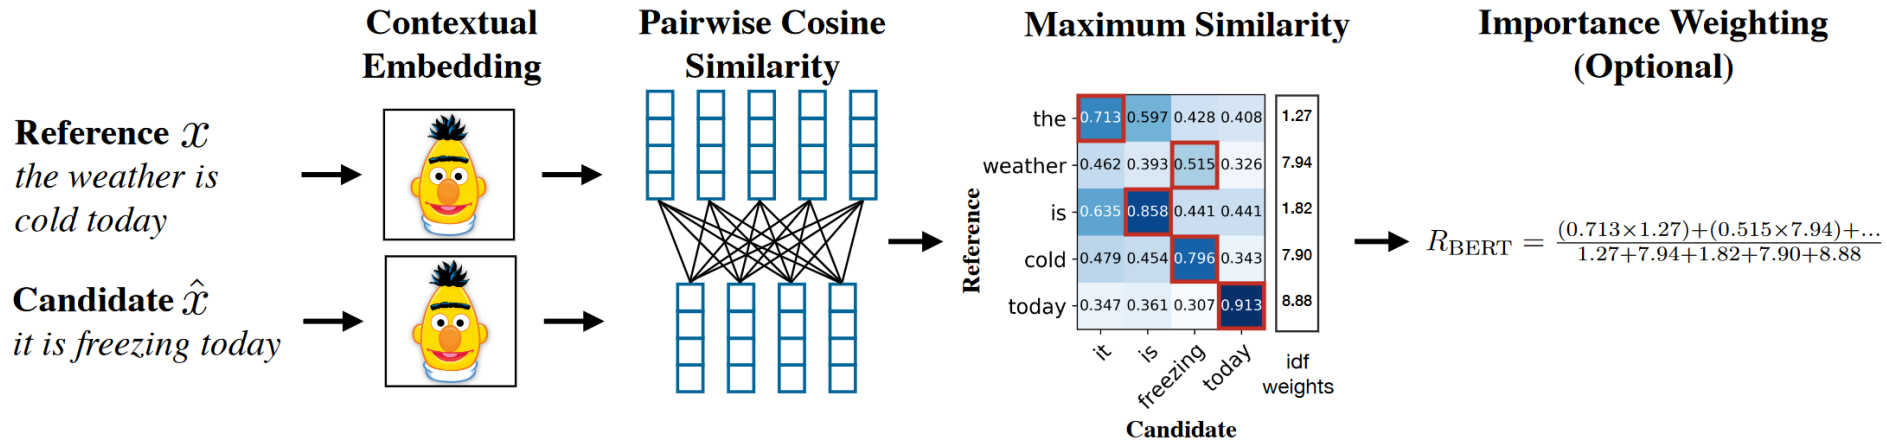 Contextual
Embedding
Pairwise Cosine
Similarity
Maximum Similarity
Importance Weighting
(Optional)
Reference x
the weather is
cold today
Candidate x̂
it is freezing today
Reference
the 0.713 0.597 0.428 0.408 1.27
weather 0.462 0.393 0.515 0.326 7.94
is 0.635 0.858 0.441 0.441 1.82
cold 0.479 0.454 0.796 0.343 7.90
today 0.347 0.361 0.307 0.913 8.88
it is freezing today
idf
weights
Candidate
R_BERT = \frac{(0.713×1.27)+(0.515×7.94)+...}{1.27+7.94+1.82+7.90+8.88}